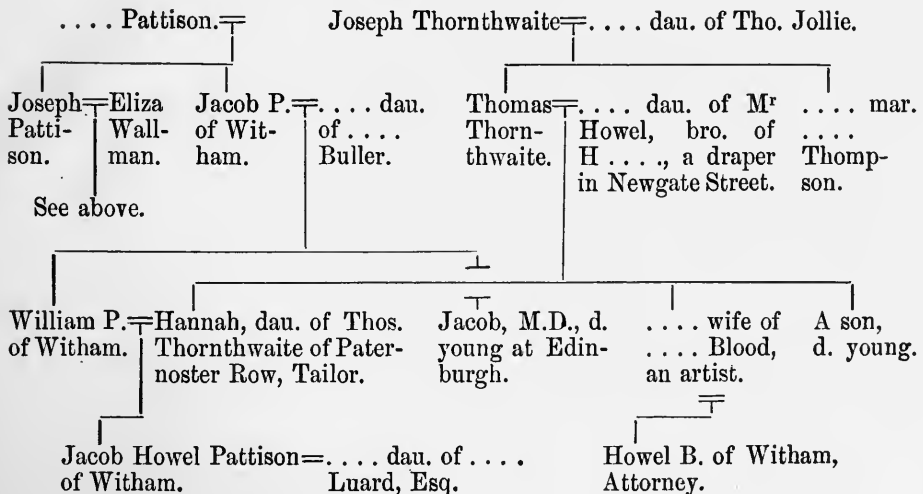 . . . . Pattison. Joseph Thornthwaite . . . . dau. of Tho. Jollie.
Joseph Patti-son. Eliza Wall-man. Jacob P. of Wit-ham. . . . . dau. of . . . . Buller. Thomas Thorn-thwaite. . . . . dau. of Mr Howel, bro. of H . . . ., a draper in Newgate Street. . . . . mar. . . . . Thomp-son.
See above.
William P. of Witham. Hannah, dau. of Thos. Thornthwaite of Pater-noster Row, Tailor. Jacob, M.D., d. young at Edin-burgh. . . . . wife of . . . . Blood, an artist. A son, d. young.
Jacob Howel Pattison of Witham. = . . . . dau. of . . . . Luard, Esq. Howel B. of Witham, Attorney.